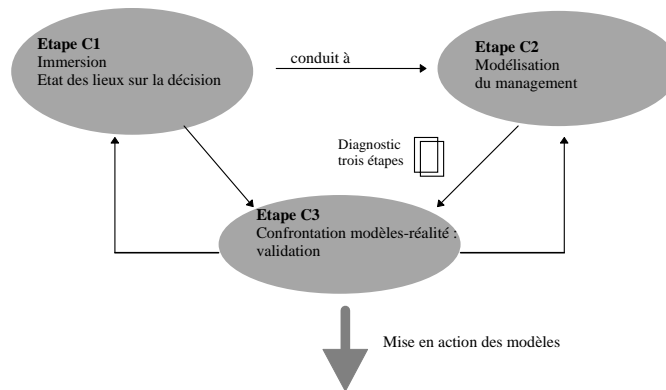 Etape C1
Immersion
Etat des lieux sur la décision
conduit à
Etape C2
Modélisation
du management
Diagnostic
trois étapes
Etape C3
Confrontation modèles-réalité :
validation
Mise en action des modèles